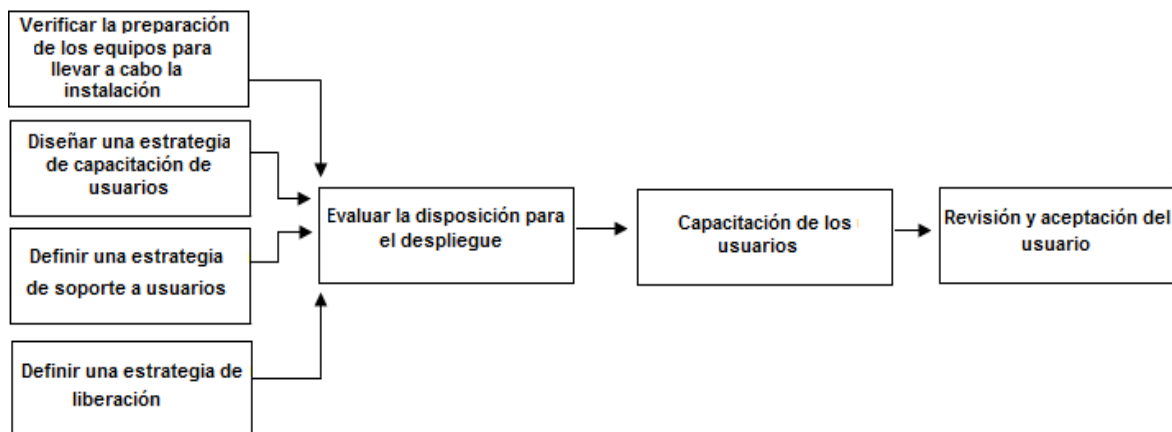 Verificar la preparación
de los equipos para
llevar a cabo la
instalación
Diseñar una estrategia
de capacitación de
usuarios
Definir una estrategia
de soporte a usuarios
Definir una estrategia de
liberación
Evaluar la disposición para
el despliegue
Capacitación de los
usuarios
Revisión y aceptación del
usuario